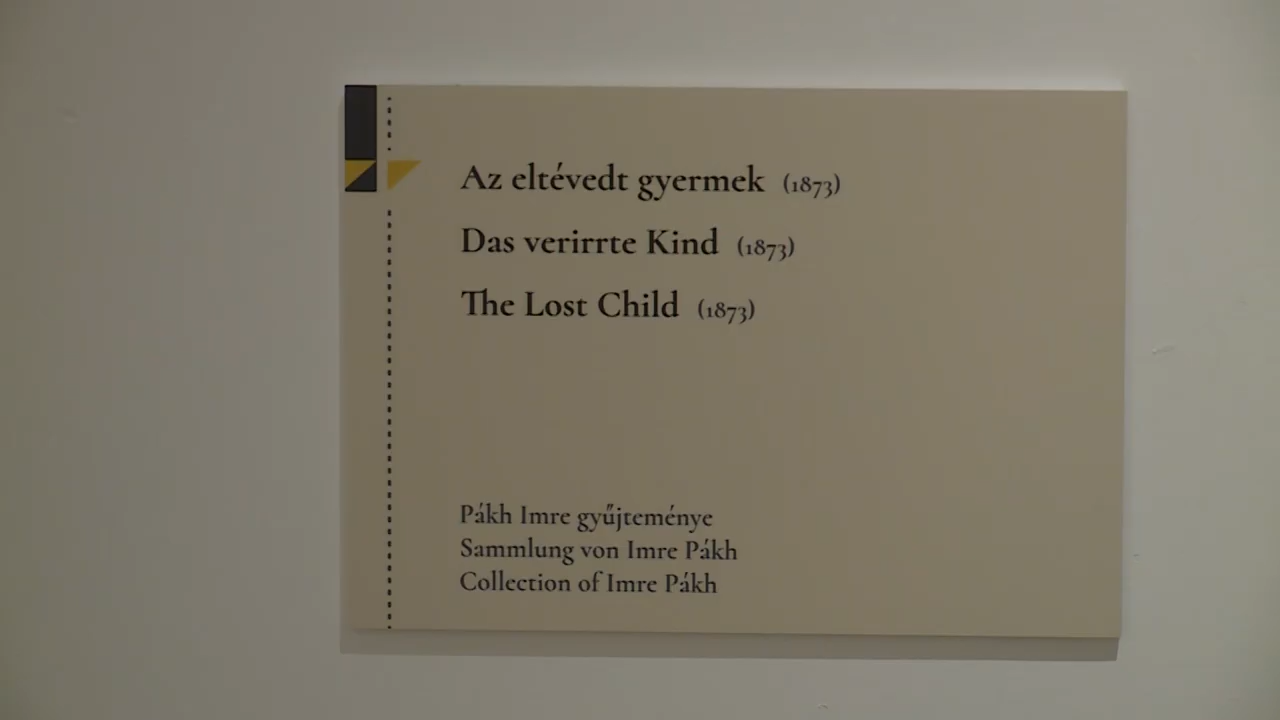 Az eltévedt gyermek (1873)
Das verirrte Kind (1873)
The Lost Child (1873)
Pákh Imre gyűjteménye
Sammlung von Imre Pákh
Collection of Imre Pákh